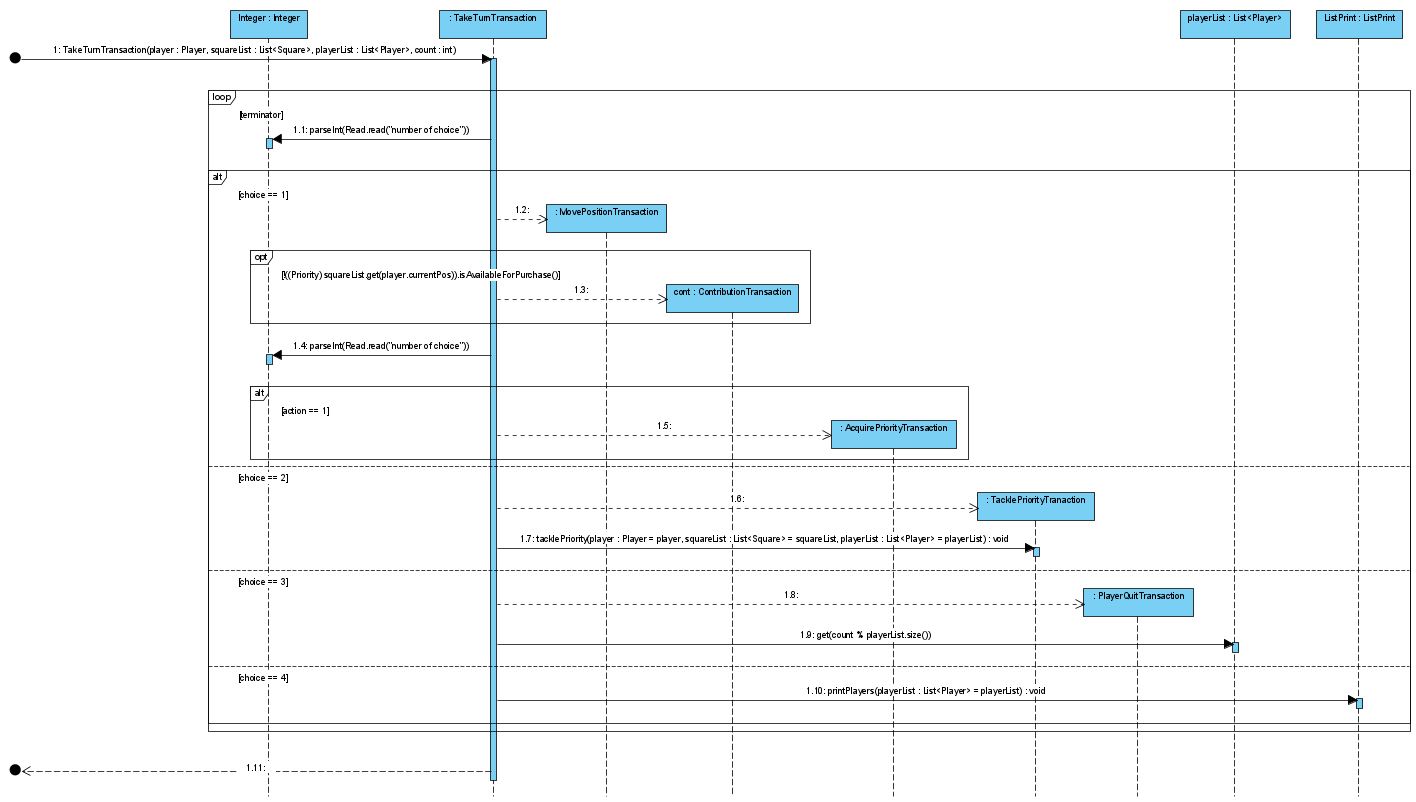 Integer : Integer
: TakeTurnTransaction
playerList : List<Player>
ListPrint : ListPrint
1: TakeTurnTransaction(player : Player, squareList : List<Square>, playerList : List<Player>, count : int)
loop
[terminator]
1.1: parseInt(Read.read("number of choice"))
alt
[choice == 1]
1.2:
: MovePositionTransaction
opt
[!((Priority) squareList.get(player.currentPos)).isAvailableForPurchase()]
1.3:
cont : ContributionTransaction
1.4: parseInt(Read.read("number of choice"))
alt
[action == 1]
1.5:
: AcquirePriorityTransaction
[choice == 2]
1.6:
: TacklePriorityTranaction
1.7: tacklePriority(player : Player = player, squareList : List<Square> = squareList, playerList : List<Player> = playerList) : void
[choice == 3]
1.8:
: PlayerQuitTransaction
1.9: get(count % playerList.size())
[choice == 4]
1.10: printPlayers(playerList : List<Player> = playerList) : void
1.11: